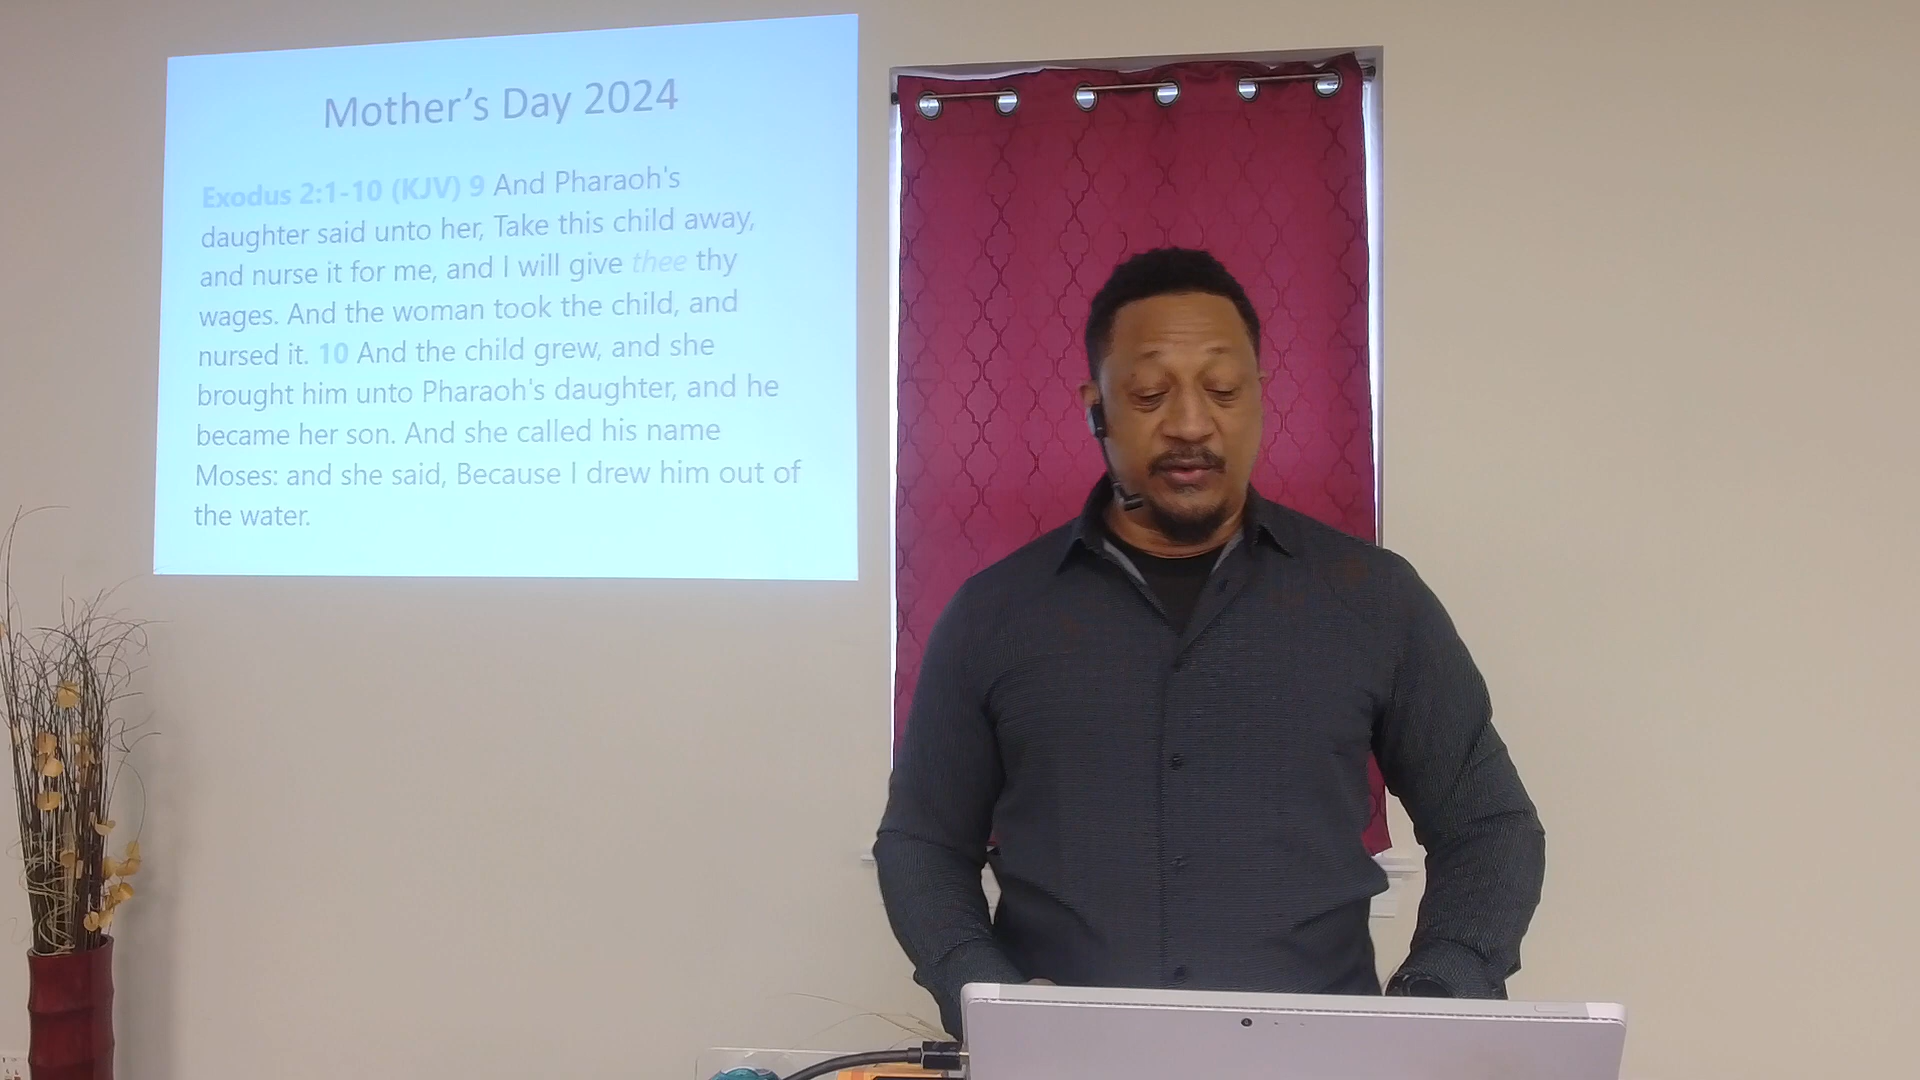 Mother's Day 2024
Exodus 2:1-10 (KJV) 9 And Pharaoh's
daughter said unto her, Take this child away,
and nurse it for me, and I will give thee thy
wages. And the woman took the child, and
nursed it. 10 And the child grew, and she
brought him unto Pharaoh's daughter, and he
became her son. And she called his name
Moses: and she said, Because I drew him out of
the water.